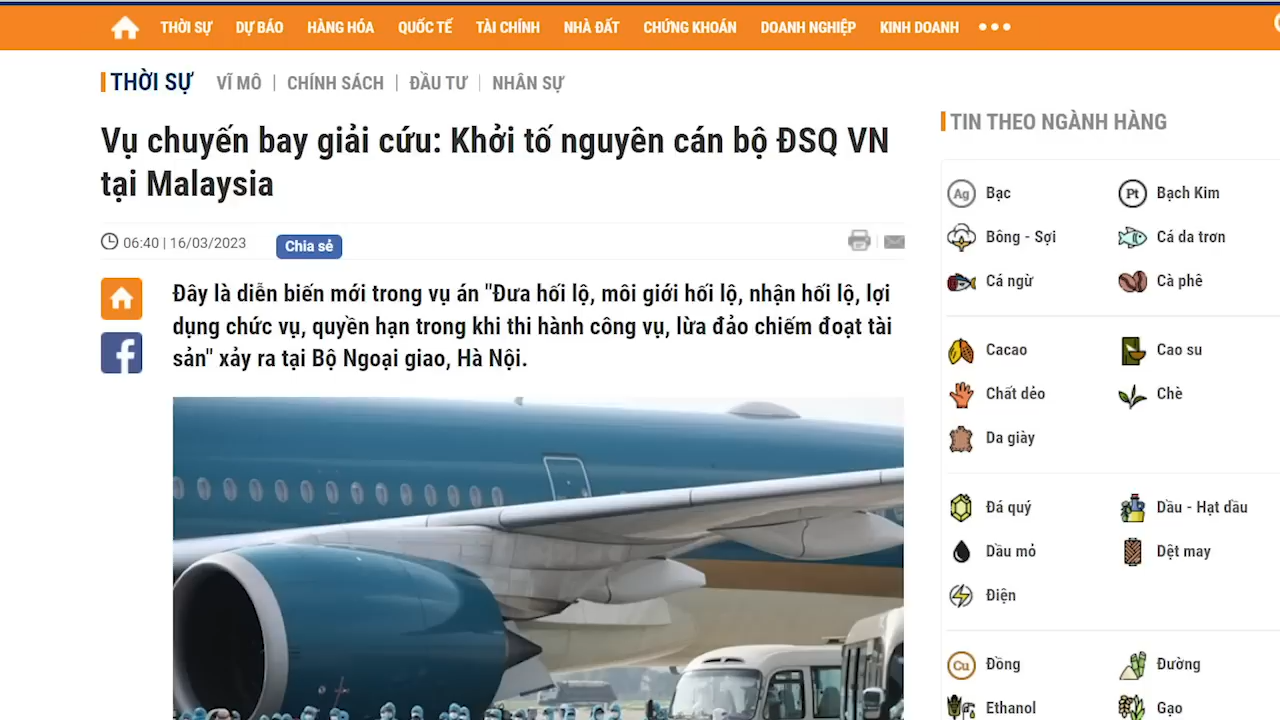 THỜI SỰ DỰ BÁO HÀNG HÓA QUỐC TẾ TÀI CHÍNH NHÀ ĐẤT CHỨNG KHOÁN DOANH NGHIỆP KINH DOANH
THỜI SỰ VĨ MÔ | CHÍNH SÁCH | ĐẦU TƯ | NHÂN SỰ
Vụ chuyến bay giải cứu: Khởi tố nguyên cán bộ ĐSQ VN
tại Malaysia
06:40 | 16/03/2023 Chia sẻ
Đây là diễn biến mới trong vụ án "Đưa hối lộ, môi giới hối lộ, nhận hối lộ, lợi
dụng chức vụ, quyền hạn trong khi thi hành công vụ, lừa đảo chiếm đoạt tài
sản" xảy ra tại Bộ Ngoại giao, Hà Nội.
TIN THEO NGÀNH HÀNG
Ag Bạc Pt Bạch Kim
Bông - Sợi Cá da trơn
Cá ngừ Cà phê
Cacao Cao su
Chất dẻo Chè
Da giày
Đá quý Dầu - Hạt dầu
Dầu mỏ Dệt may
Điện
Cu Đồng Đường
Ethanol Gạo